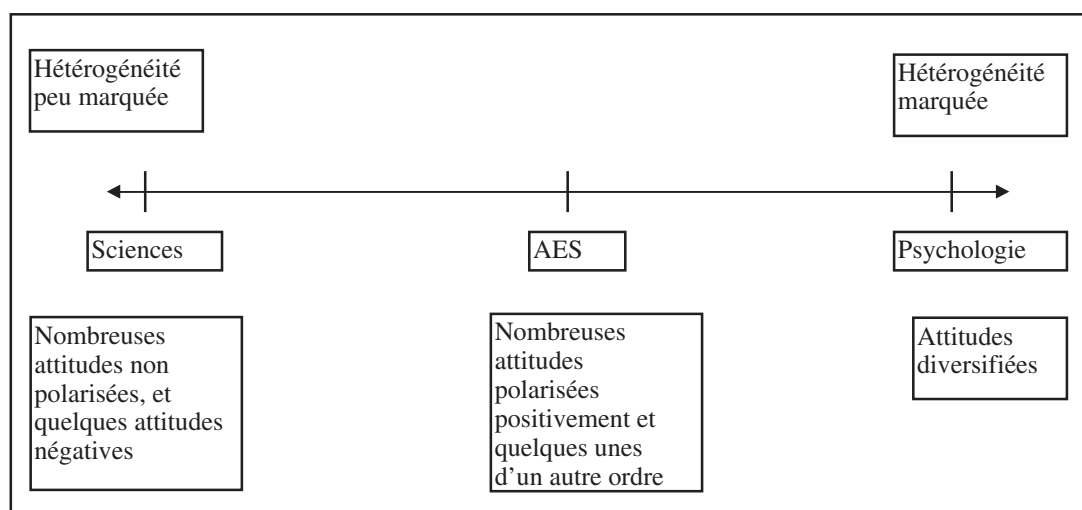 Hétérogénéité
peu marquée
Hétérogénéité
marquée
Sciences
AES
Psychologie
Nombreuses
attitudes non
polarisées, et
quelques attitudes
négatives
Nombreuses
attitudes
polarisées
positivement et
quelques unes
d’un autre ordre
Attitudes
diversifiées